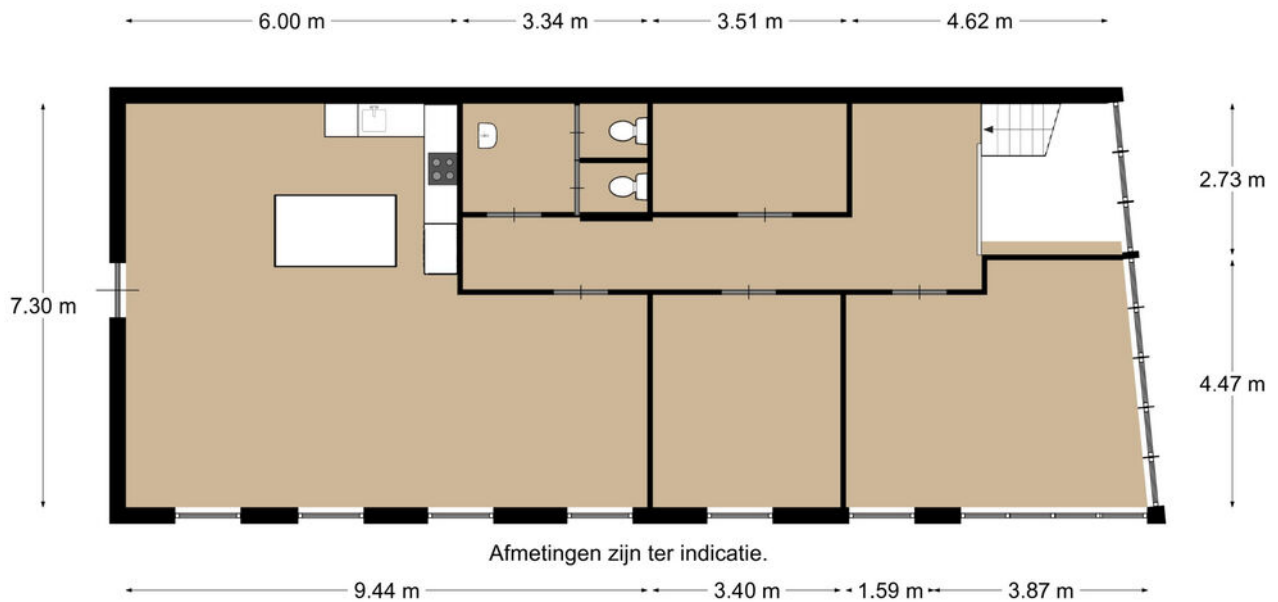 6.00 m 3.34 m 3.51 m 4.62 m
2.73 m
7.30 m
4.47 m
Afmetingen zijn ter indicatie.
9.44 m 3.40 m 1.59 m 3.87 m